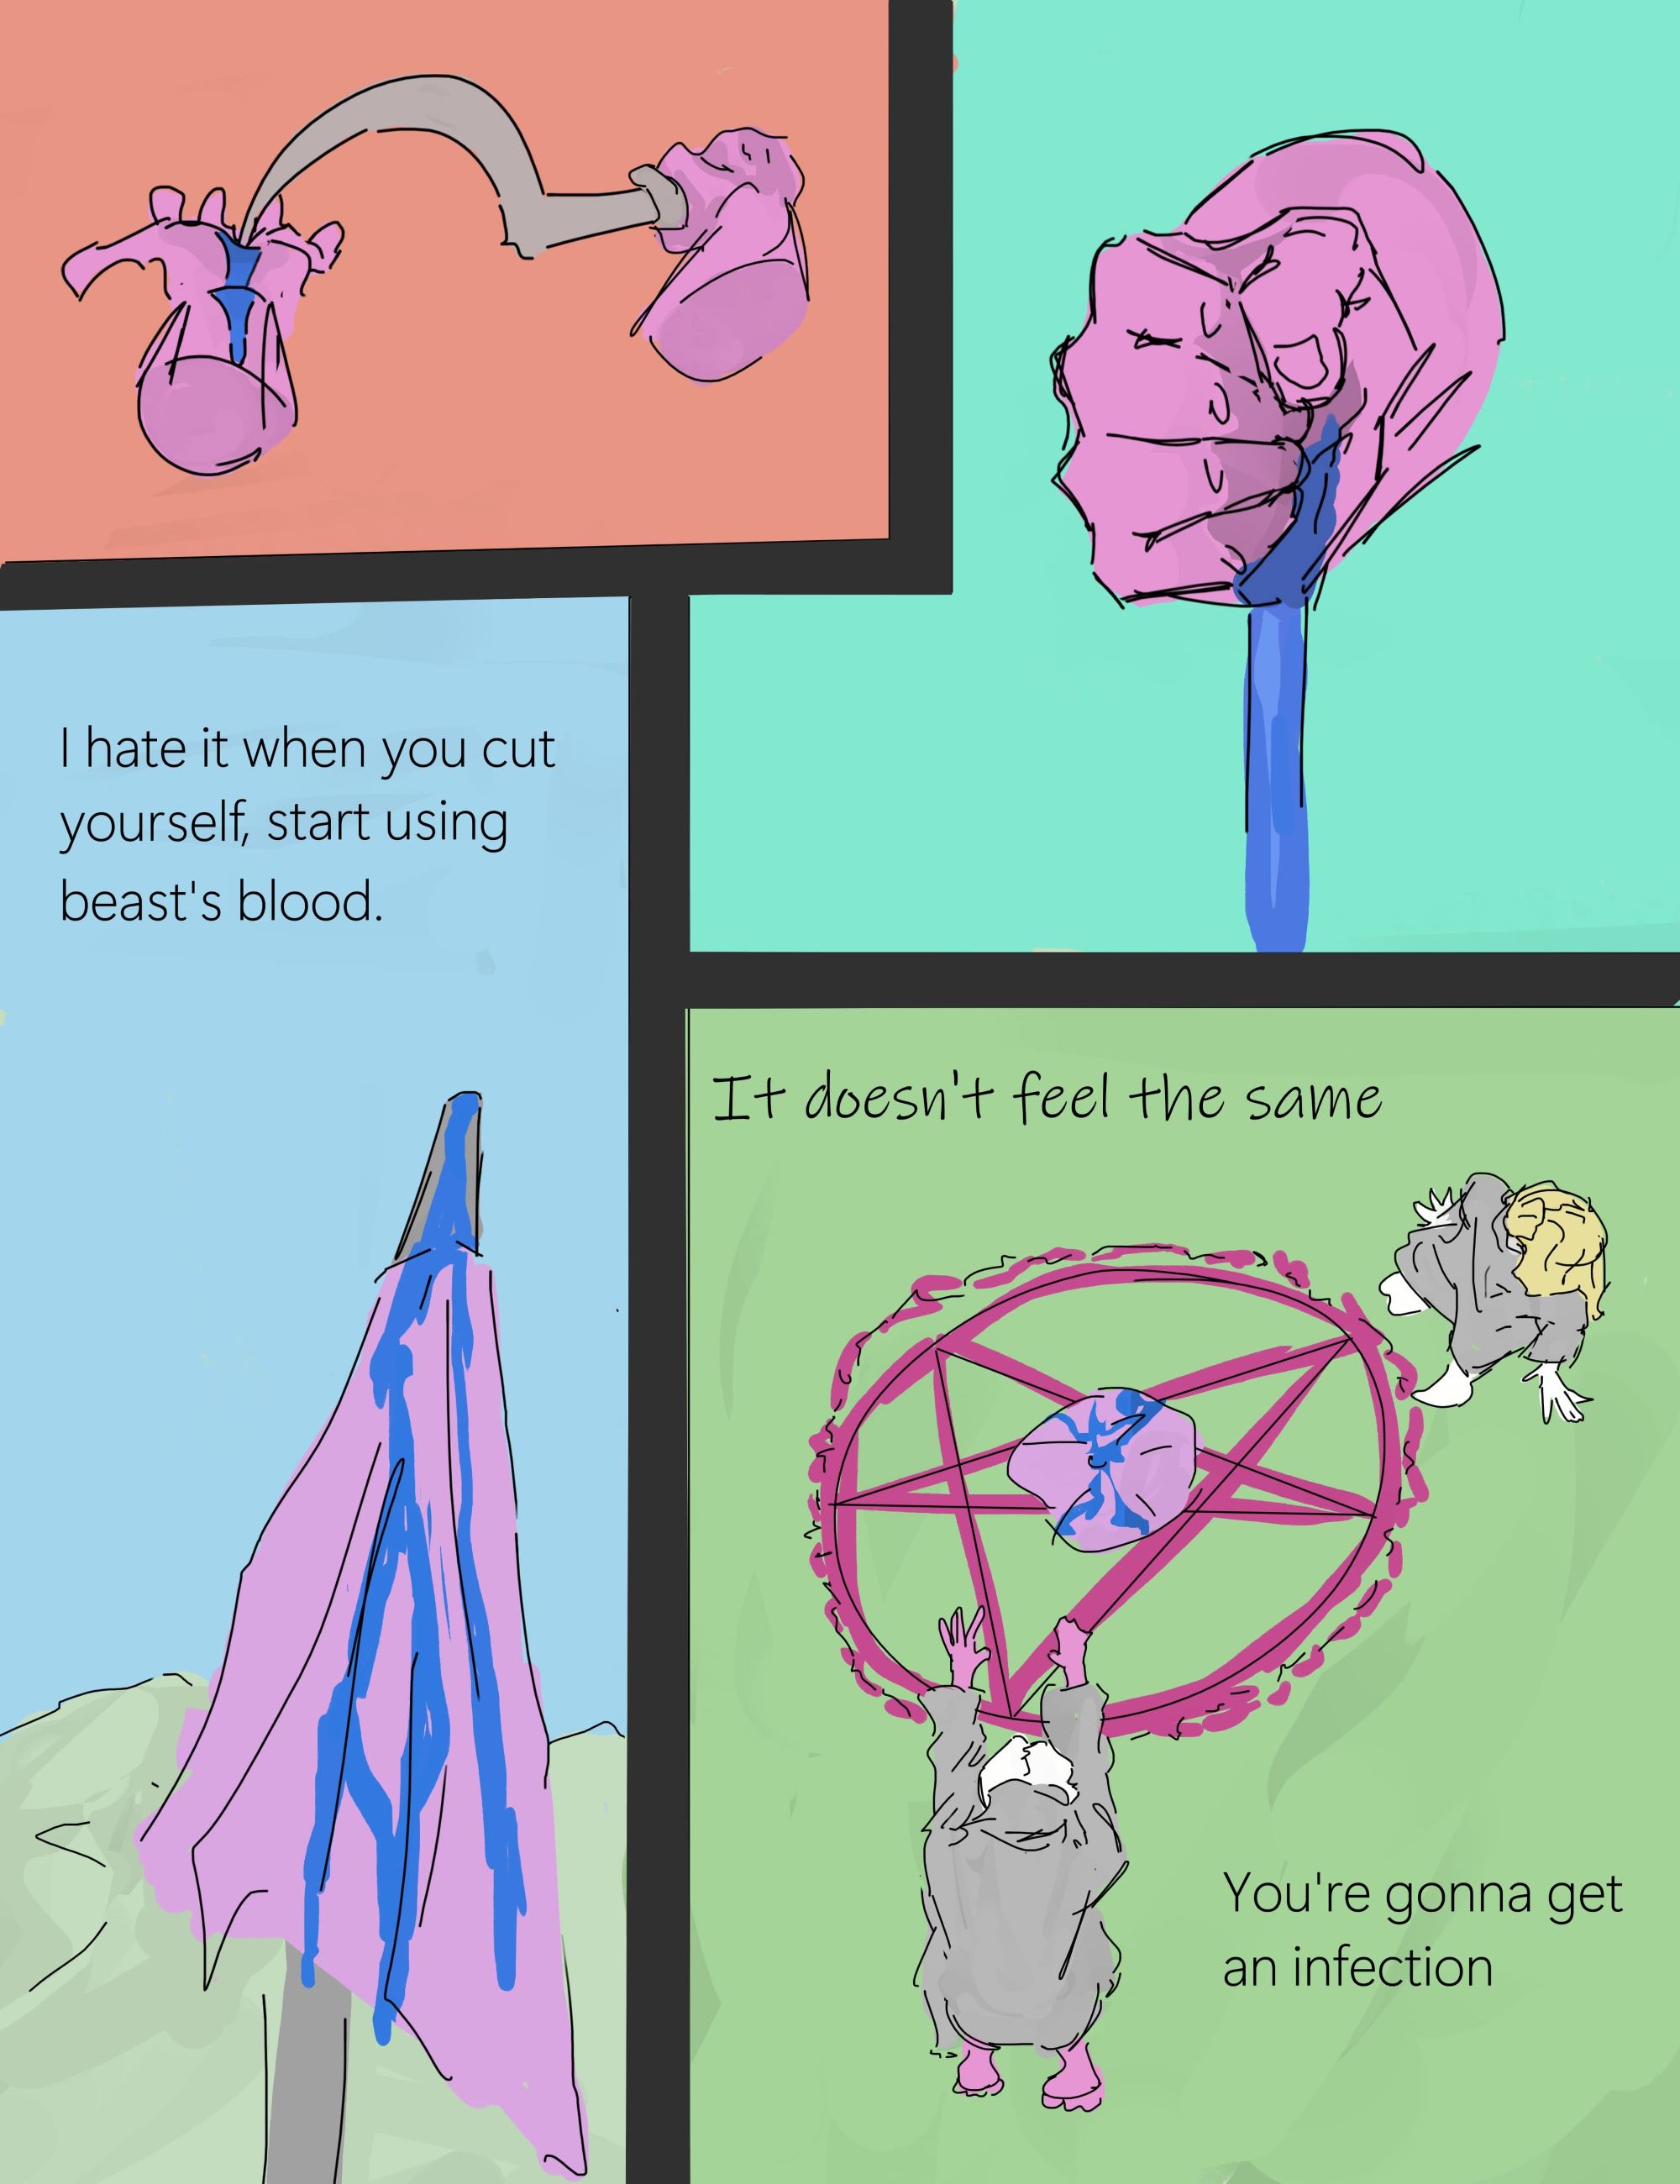 I hate it when you cut
yourself, start using
beast's blood.
It doesn't feel the same
You're gonna get
an infection